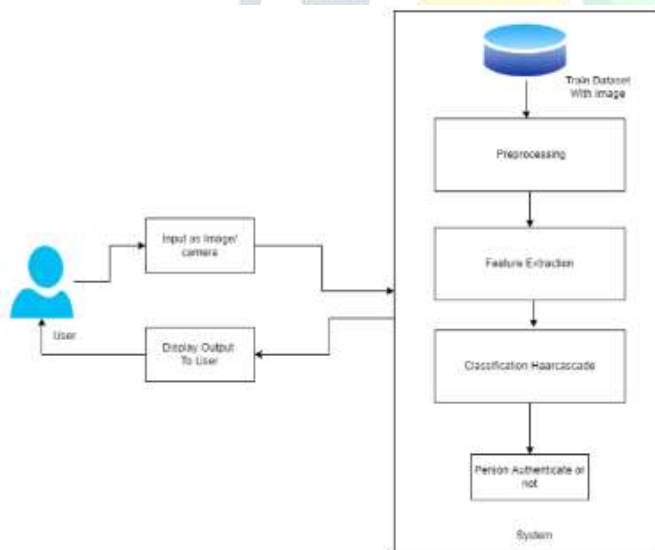 Train Dataset
With Image
Preprocessing
Input as Image/
camera
Feature Extraction
User
Display Output
To User
Classification Haarcascade
Person Authenticate or
not
System